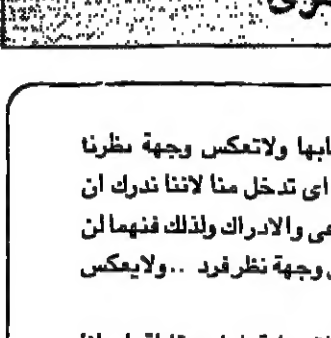 ابها ولاتعكس وجهة نظرنا
اى تدخل منا لاننا ندرك ان
عى والادراك ولذلك فنهما لن
وجهة نظر فرد ..ولايعكس